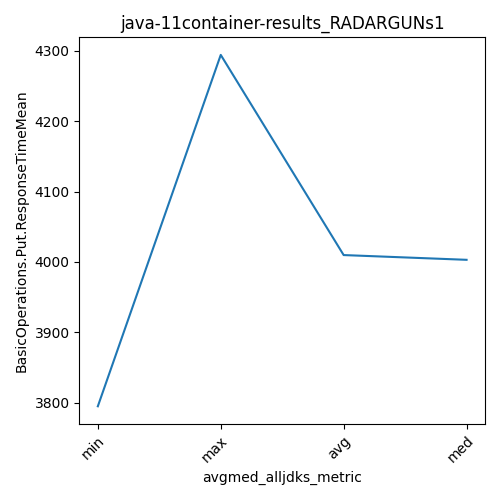 java-11container-results_RADARGUNs1
BasicOperations.Put.ResponseTimeMean
4300
4200
4100
4000
3900
3800
min
max
avg
med
avgmed_alljdks_metric